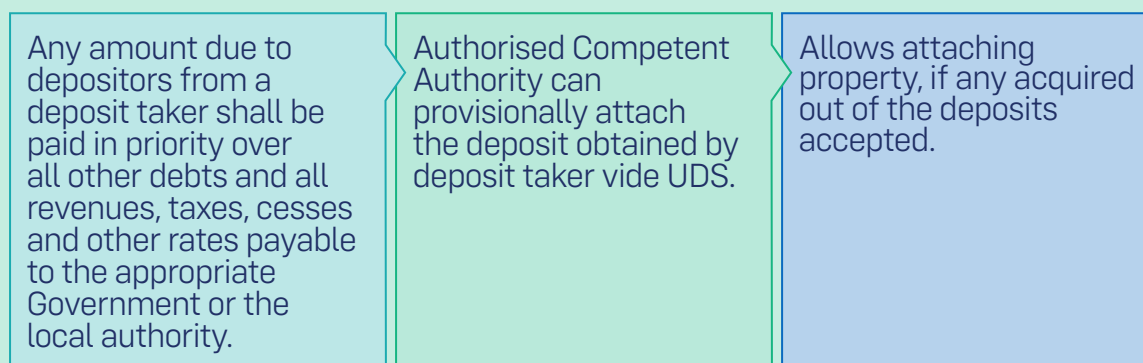 Any amount due to
depositors from a
deposit taker shall be
paid in priority over
all other debts and all
revenues, taxes, cesses
and other rates payable
to the appropriate
Government or the
local authority.
Authorised Competent
Authority can
provisionally attach
the deposit obtained by
deposit taker vide UDS.
Allows attaching
property, if any acquired
out of the deposits
accepted.